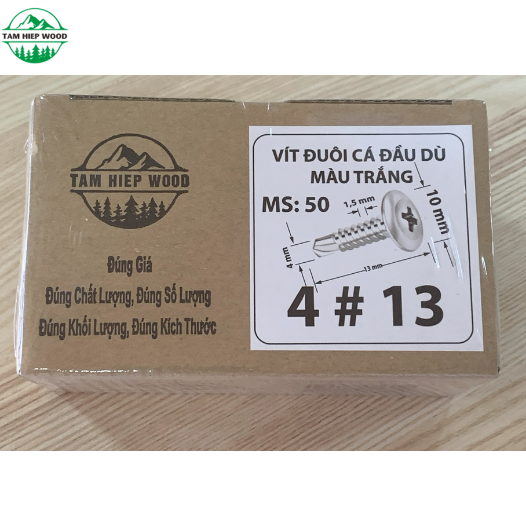 TAM HIEP WOOD
TAM HIEP WOOD
Đúng Giá
Đúng Chất Lượng, Đúng Số Lượng
Đúng Khối Lượng, Đúng Kích Thước
VÍT ĐUÔI CÁ ĐẦU DÙ
MÀU TRẮNG
MS: 50
1,5 mm
10 mm
4 mm
13 mm
4 # 13